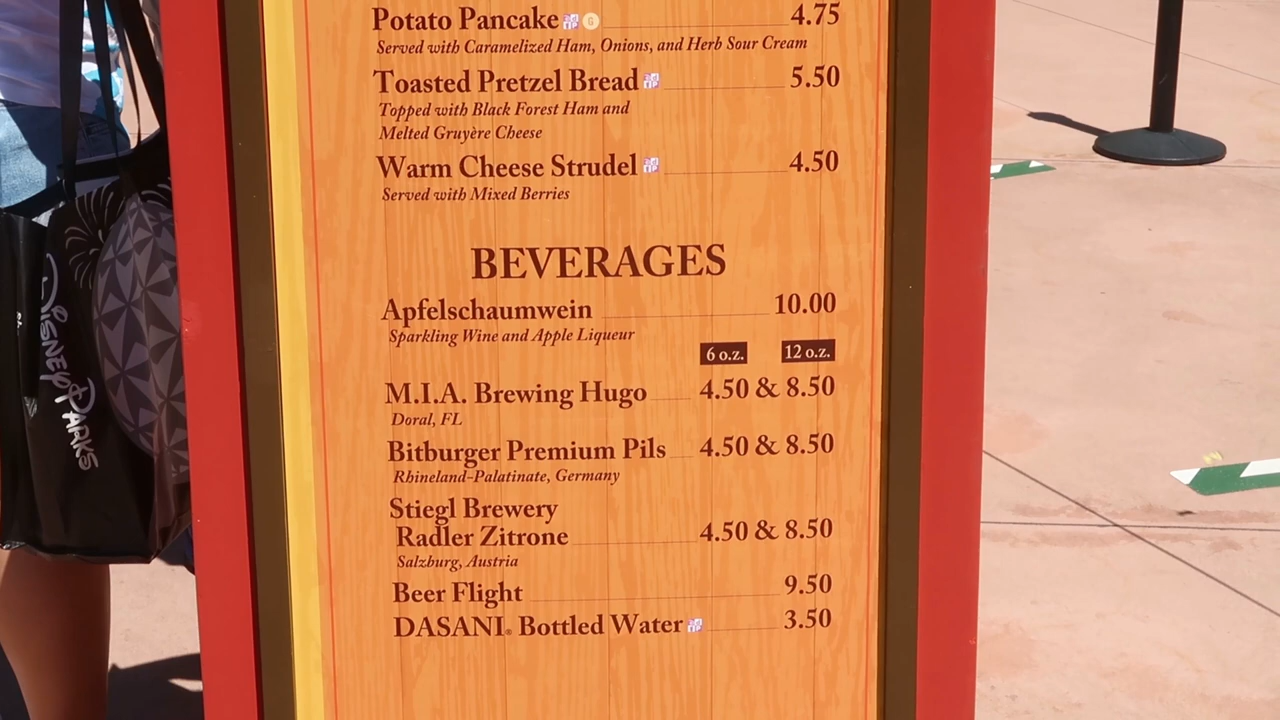 Potato Pancake G 4.75
Served with Caramelized Ham, Onions, and Herb Sour Cream
Toasted Pretzel Bread 5.50
Topped with Black Forest Ham and
Melted Gruyère Cheese
Warm Cheese Strudel 4.50
Served with Mixed Berries
BEVERAGES
Apfelschaumwein 10.00
Sparkling Wine and Apple Liqueur
6 o.z. 12 o.z.
M.I.A. Brewing Hugo 4.50 & 8.50
Doral, FL
Bitburger Premium Pils 4.50 & 8.50
Rhineland-Palatinate, Germany
Stiegl Brewery
Radler Zitrone 4.50 & 8.50
Salzburg, Austria
Beer Flight 9.50
DASANI® Bottled Water 3.50
Disney Parks